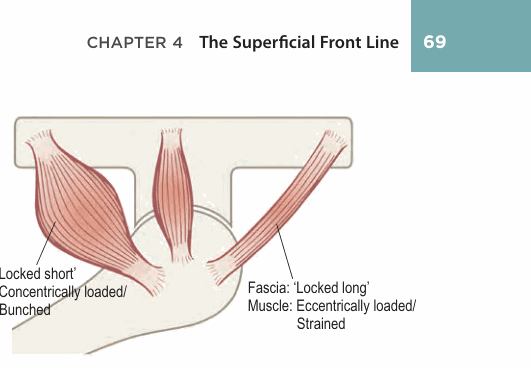 CHAPTER 4 The Superficial Front Line 69
Locked short’
Concentrically loaded/
Bunched
Fascia: ‘Locked long’
Muscle: Eccentrically loaded/
Strained